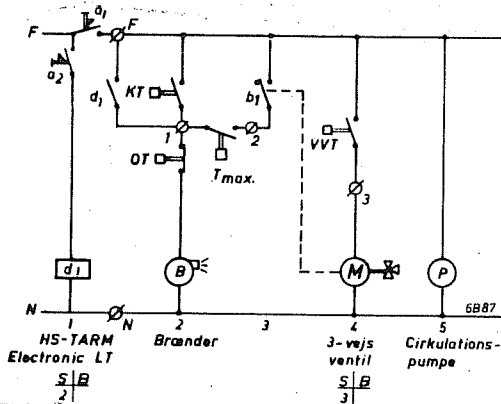 a1
F F
a2
d1 KT b1
VVT
1 2
OT
Tmax.
3
d1 B M P
6B87
N N
1 2 3 4 5
HS-TARM Brænder 3-vejs Cirkulations-
Electronic LT ventil pumpe
S B S B
2 3